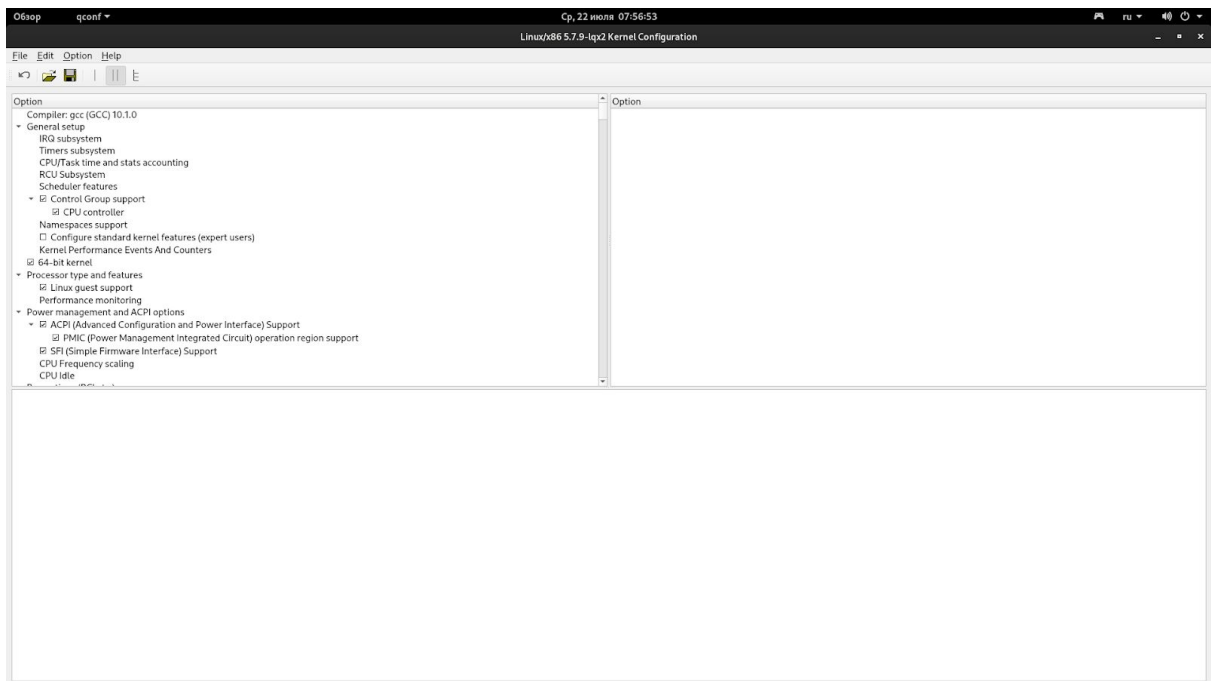 Обзор qconf Ср, 22 июля 07:56:53 ru
Linux/x86 5.7.9-lqx2 Kernel Configuration
File Edit Option Help
Option Option
Compiler: gcc (GCC) 10.1.0
General setup
IRQ subsystem
Timers subsystem
CPU/Task time and stats accounting
RCU Subsystem
Scheduler features
Control Group support
CPU controller
Namespaces support
Configure standard kernel features (expert users)
Kernel Performance Events And Counters
64-bit kernel
Processor type and features
Linux guest support
Performance monitoring
Power management and ACPI options
ACPI (Advanced Configuration and Power Interface) Support
PMIC (Power Management Integrated Circuit) operation region support
SFI (Simple Firmware Interface) Support
CPU Frequency scaling
CPU Idle